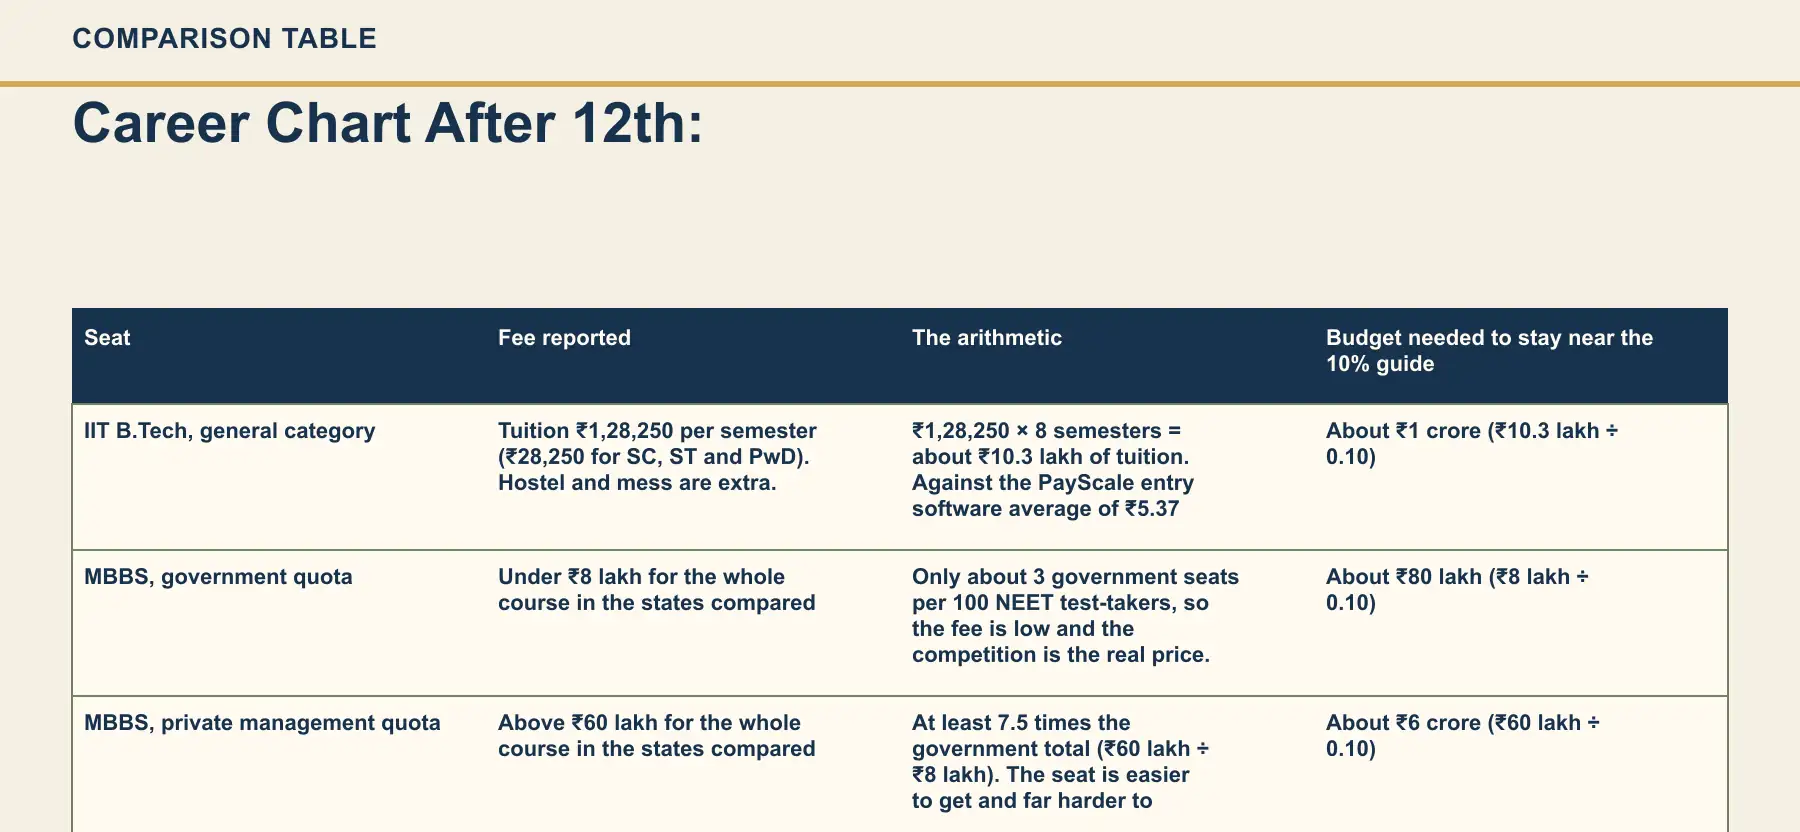 COMPARISON TABLE
Career Chart After 12th:
Seat
Fee reported
The arithmetic
Budget needed to stay near the
10% guide
IIT B.Tech, general category
Tuition ₹1,28,250 per semester
(₹28,250 for SC, ST and PwD).
Hostel and mess are extra.
₹1,28,250 × 8 semesters =
about ₹10.3 lakh of tuition.
Against the PayScale entry
software average of ₹5.37
About ₹1 crore (₹10.3 lakh ÷
0.10)
MBBS, government quota
Under ₹8 lakh for the whole
course in the states compared
Only about 3 government seats
per 100 NEET test-takers, so
the fee is low and the
competition is the real price.
About ₹80 lakh (₹8 lakh ÷
0.10)
MBBS, private management quota
Above ₹60 lakh for the whole
course in the states compared
At least 7.5 times the
government total (₹60 lakh ÷
₹8 lakh). The seat is easier
to get and far harder to
About ₹6 crore (₹60 lakh ÷
0.10)